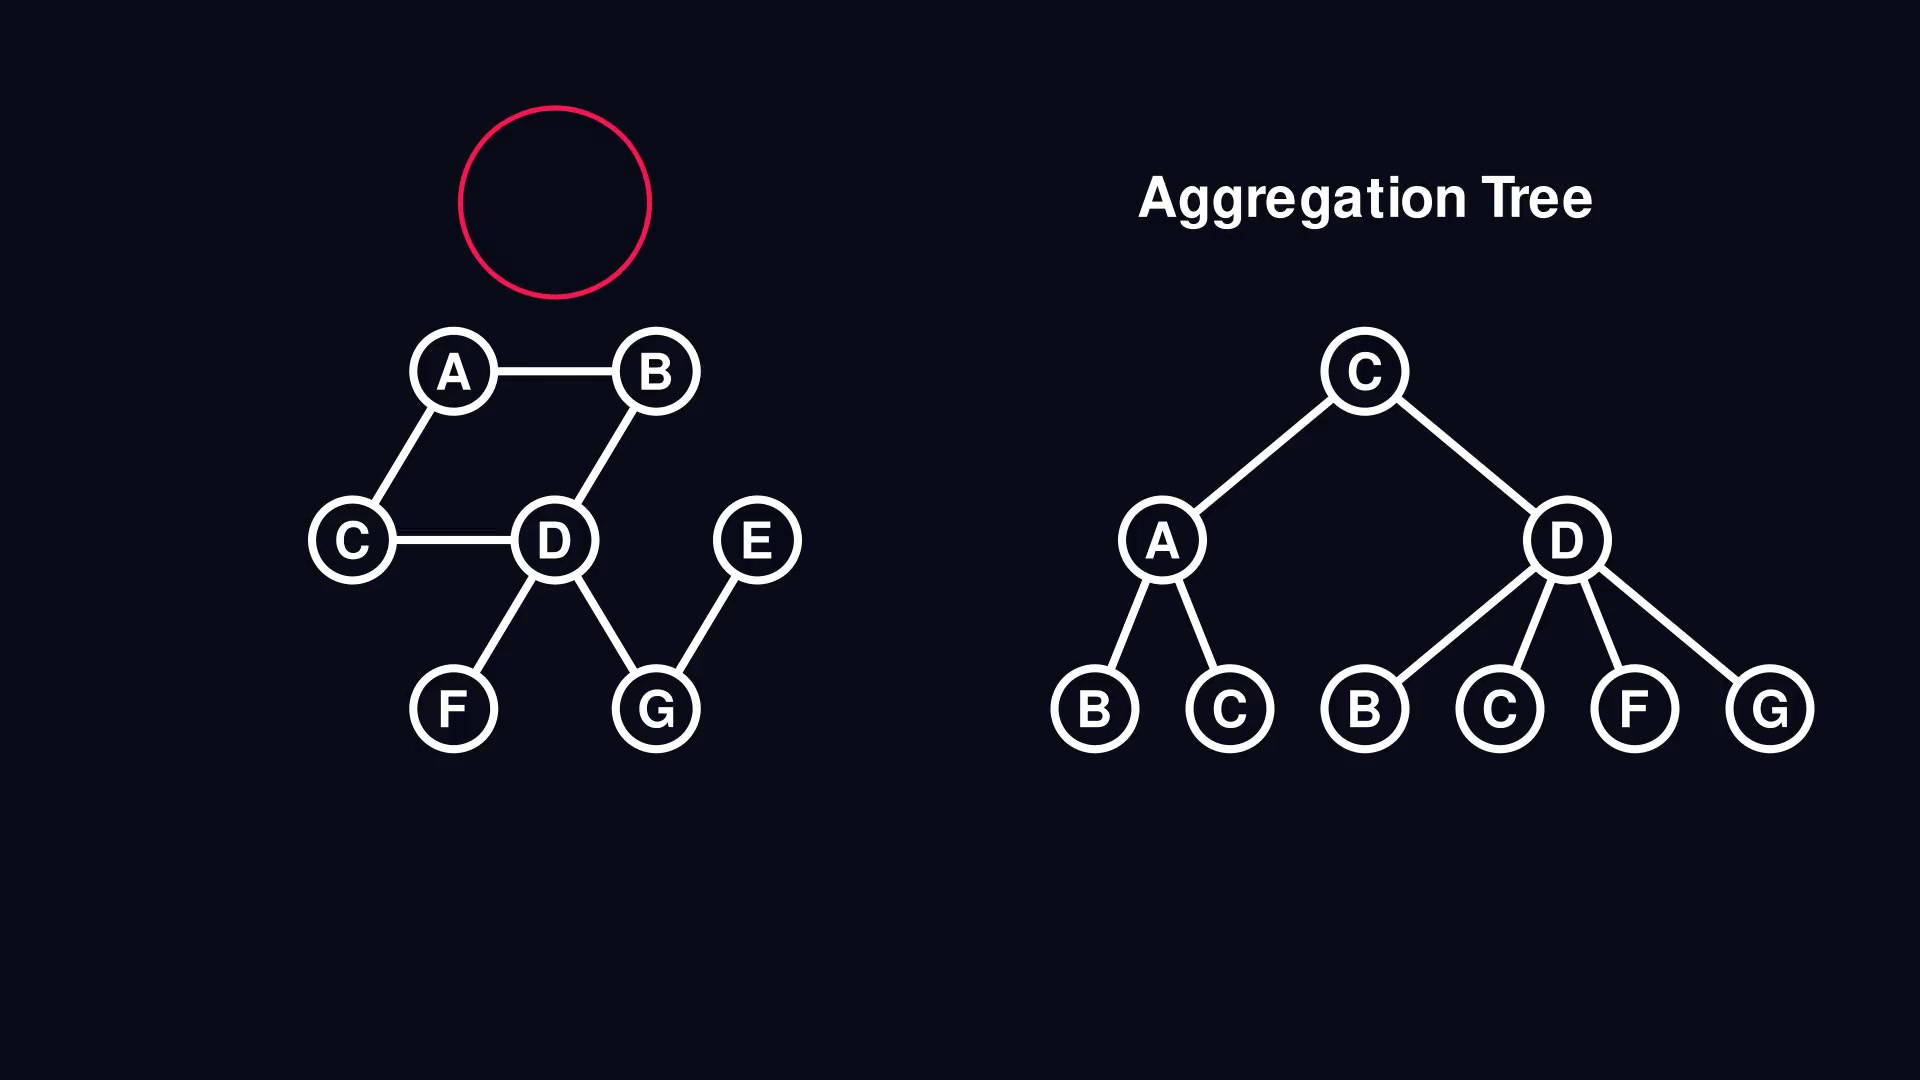 Aggregation Tree
A B
C D E
F G
C
A D
B C B C F G